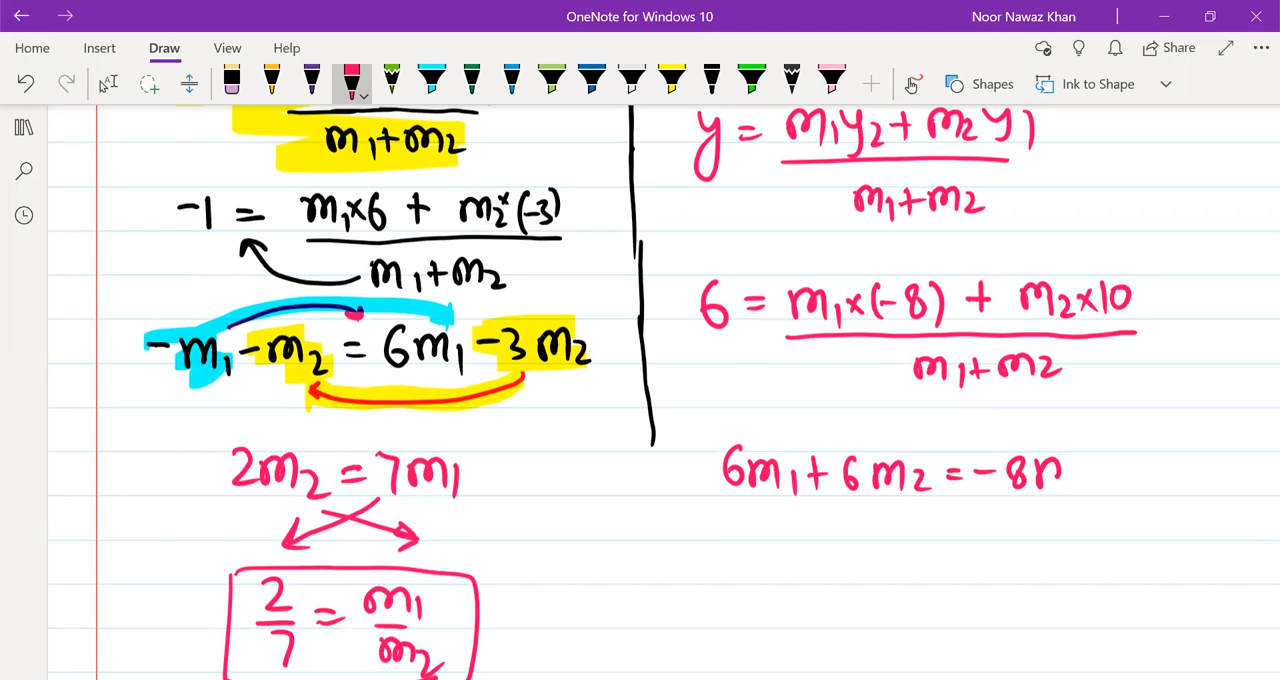 OneNote for Windows 10
Noor Nawaz Khan
Home Insert Draw View Help
Share
Shapes
Ink to Shape
m₁+m₂
-1 = m₁×6 + m₂×(-3)
m₁+m₂
-m₁-m₂ = 6m₁-3m₂
2m₂ = 7m₁
2/7 = m₁/m₂
y = m₁y₂+m₂y₁
m₁+m₂
6 = m₁×(-8) + m₂×10
m₁+m₂
6m₁+6m₂=-8